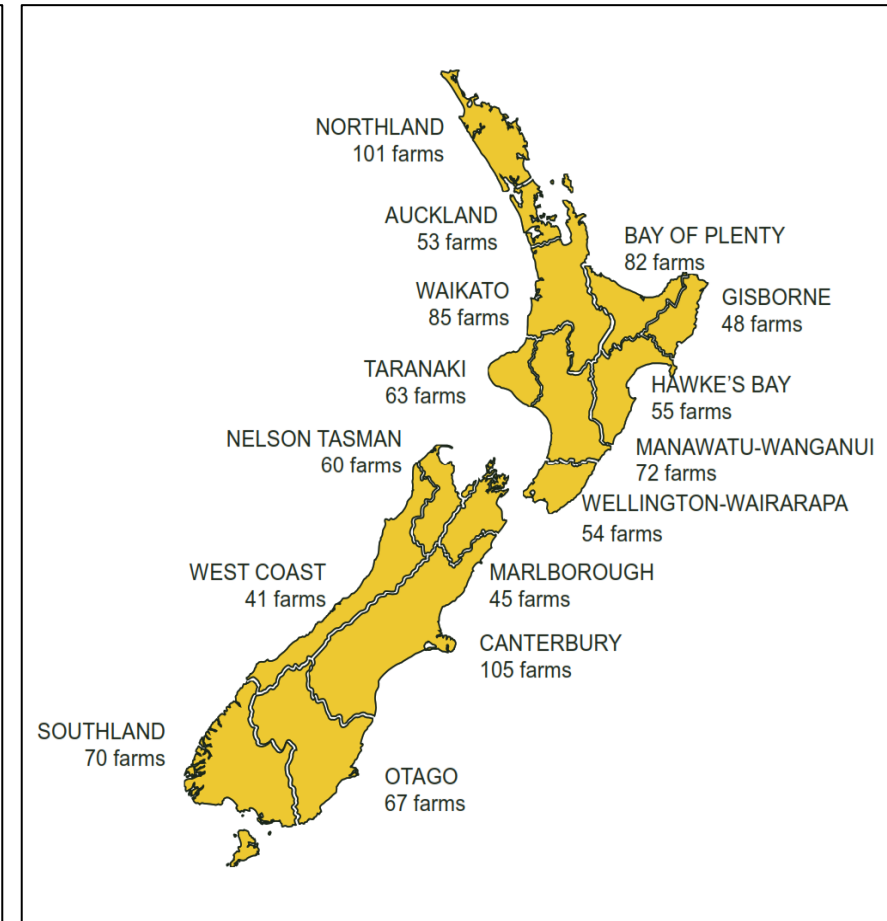 NORTHLAND
101 farms
AUCKLAND
53 farms
BAY OF PLENTY
82 farms
WAIKATO
85 farms
GISBORNE
48 farms
TARANAKI
63 farms
HAWKE'S BAY
55 farms
NELSON TASMAN
60 farms
MANAWATU-WANGANUI
72 farms
WELLINGTON-WAIRARAPA
54 farms
WEST COAST
41 farms
MARLBOROUGH
45 farms
CANTERBURY
105 farms
SOUTHLAND
70 farms
OTAGO
67 farms